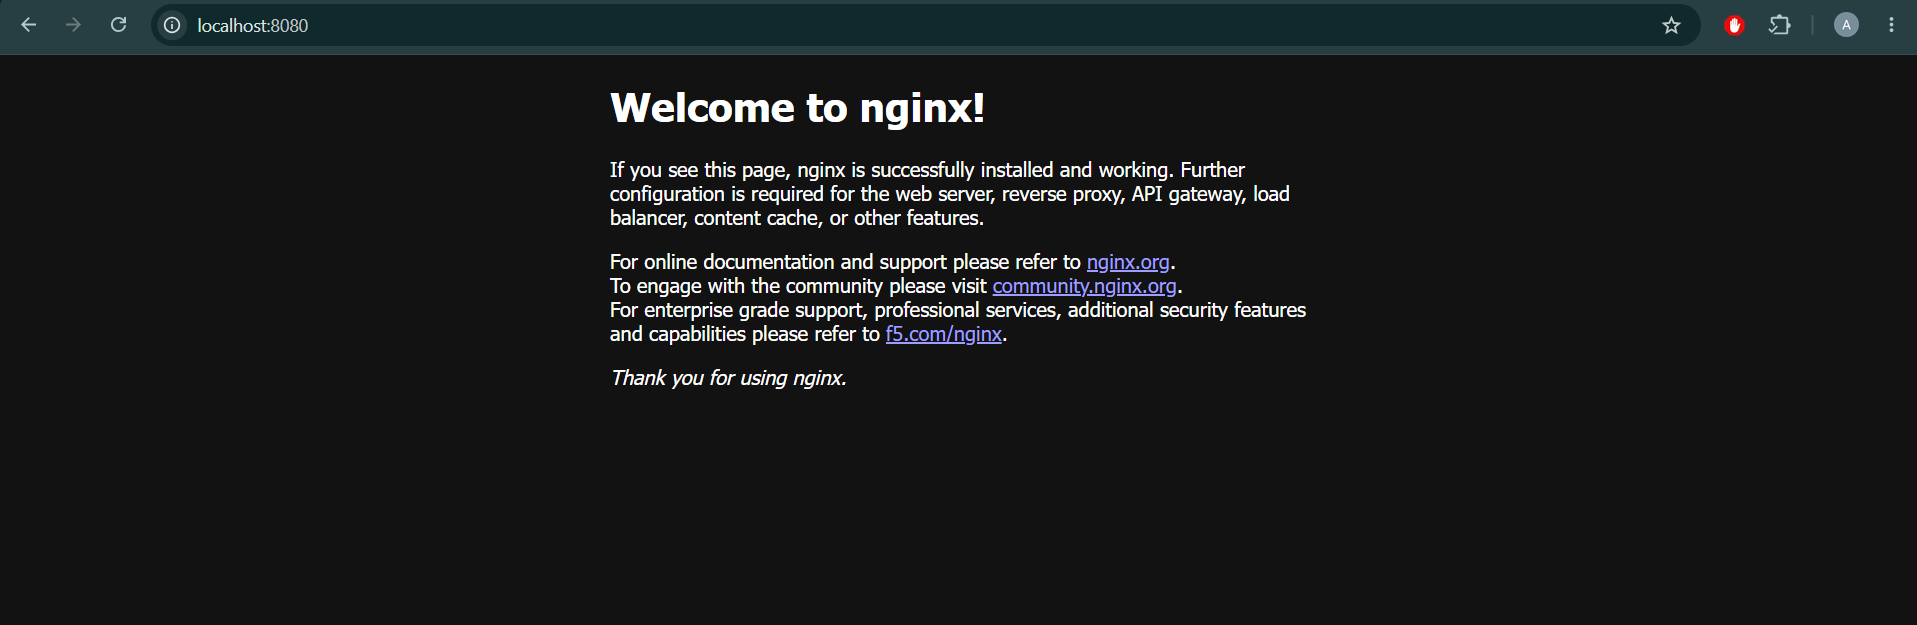 localhost:8080
A
Welcome to nginx!
If you see this page, nginx is successfully installed and working. Further
configuration is required for the web server, reverse proxy, API gateway, load
balancer, content cache, or other features.
For online documentation and support please refer to nginx.org.
To engage with the community please visit community.nginx.org.
For enterprise grade support, professional services, additional security features
and capabilities please refer to f5.com/nginx.
Thank you for using nginx.